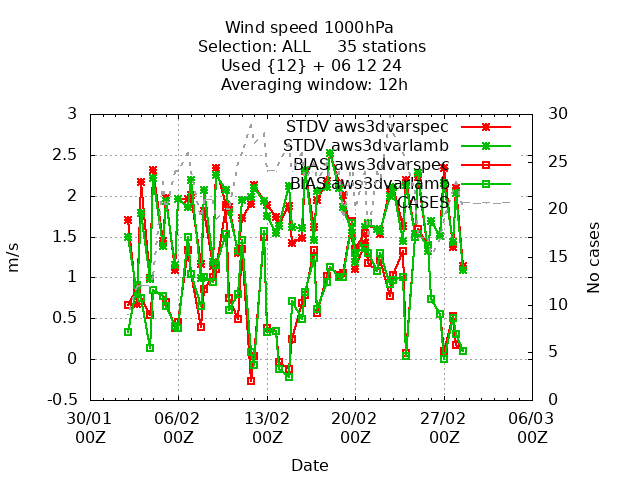 Wind speed 1000hPa
Selection: ALL 35 stations
Used {12} + 06 12 24
Averaging window: 12h
3
2.5
2
1.5
1
0.5
0
-0.5
m/s
30
25
20
15
10
5
0
No cases
STDV aws3dvarspec
STDV aws3dvarlamb
BIAS aws3dvarspec
BIAS aws3dvarlamb
CASES
30/01 06/02 13/02 20/02 27/02 06/03
00Z 00Z 00Z 00Z 00Z 00Z
Date